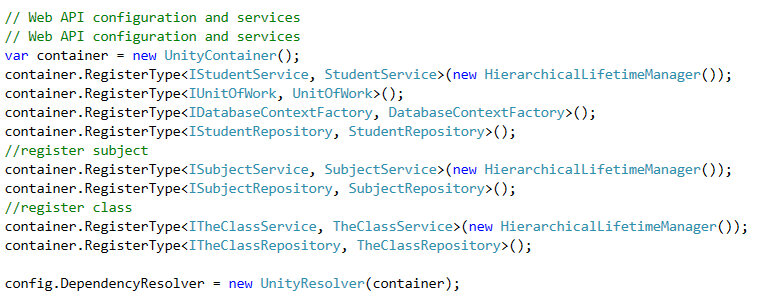 // Web API configuration and services
// Web API configuration and services
var container = new UnityContainer();
container.RegisterType<IStudentService, StudentService>(new HierarchicalLifetimeManager());
container.RegisterType<IUnitOfWork, UnitOfWork>();
container.RegisterType<IDatabaseContextFactory, DatabaseContextFactory>();
container.RegisterType<IStudentRepository, StudentRepository>();
//register subject
container.RegisterType<ISubjectService, SubjectService>(new HierarchicalLifetimeManager());
container.RegisterType<ISubjectRepository, SubjectRepository>();
//register class
container.RegisterType<ITheClassService, TheClassService>(new HierarchicalLifetimeManager());
container.RegisterType<ITheClassRepository, TheClassRepository>();
config.DependencyResolver = new UnityResolver(container);